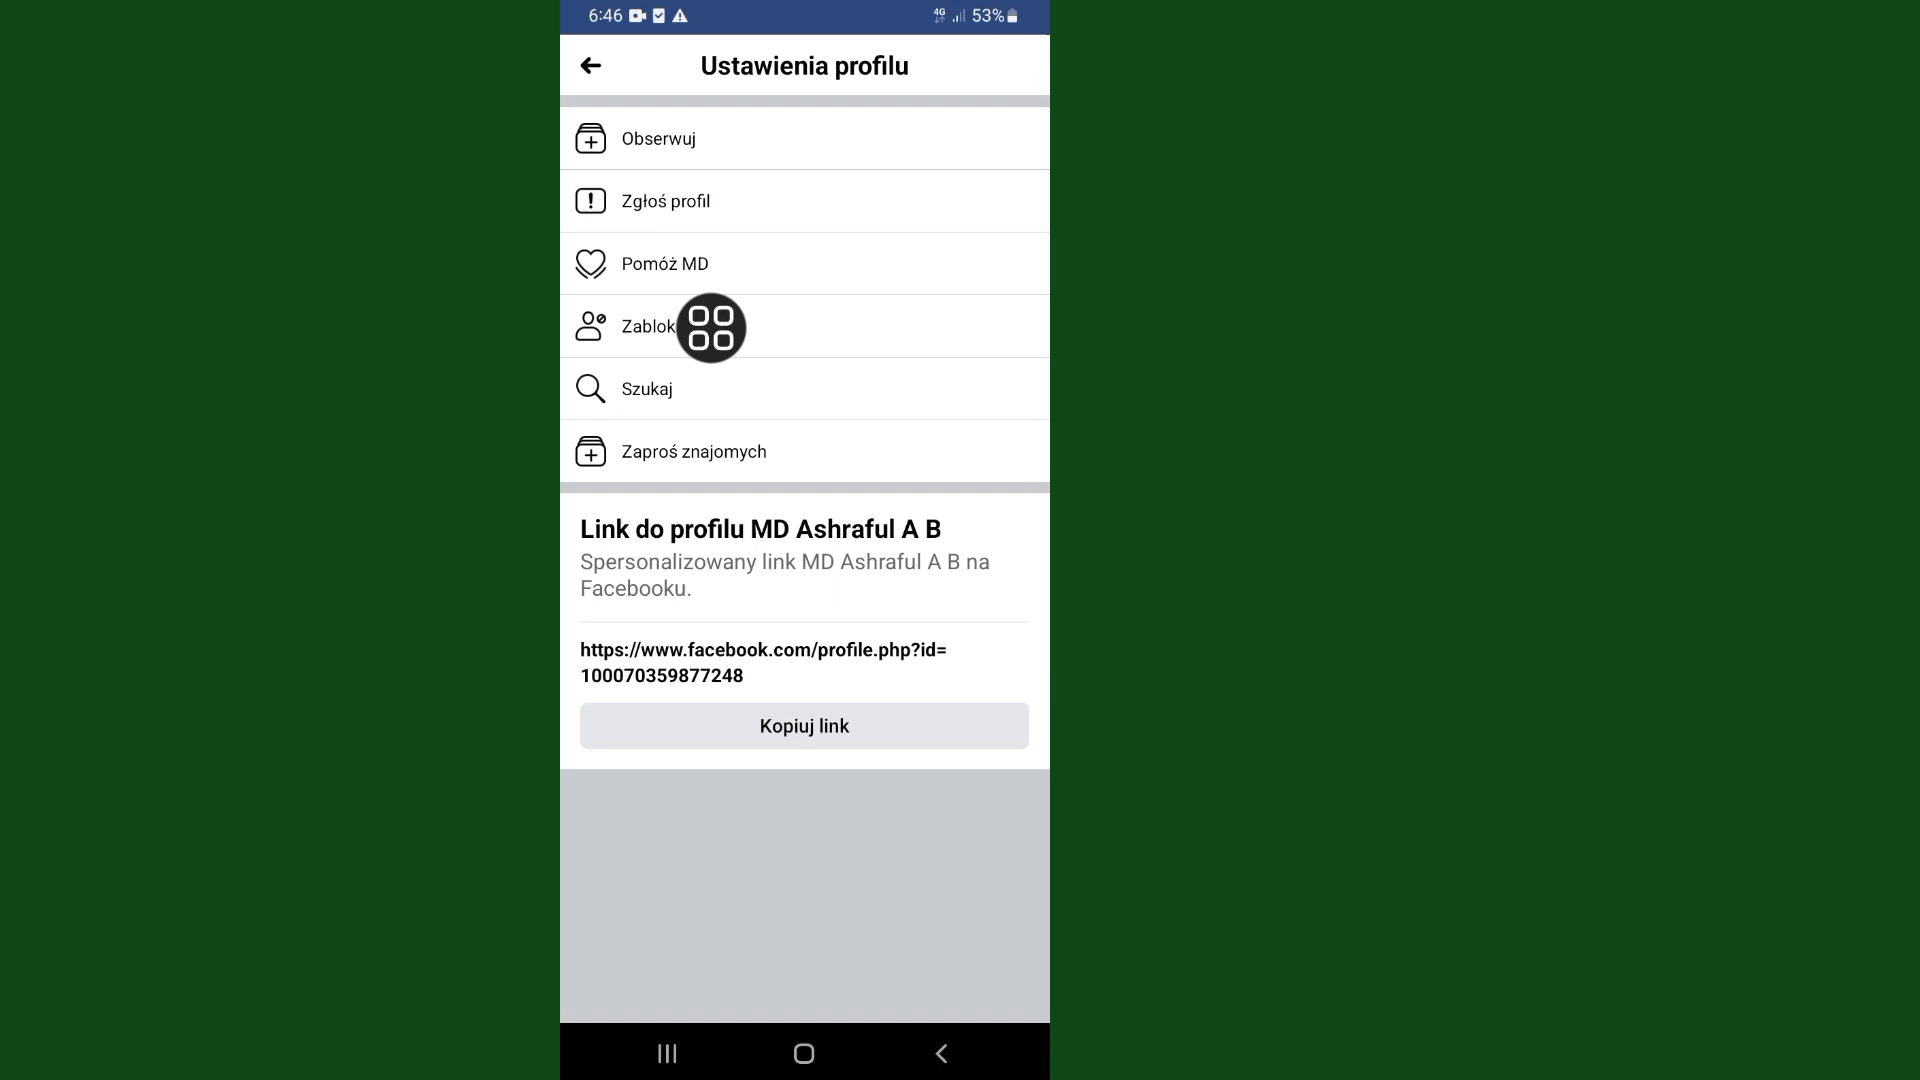 6:46 4G 53%
Ustawienia profilu
Obserwuj
Zgłoś profil
Pomóż MD
Szukaj
Zaproś znajomych
Link do profilu MD Ashraful A B
Spersonalizowany link MD Ashraful A B na
Facebooku.
https://www.facebook.com/profile.php?id=
100070359877248
Kopiuj link